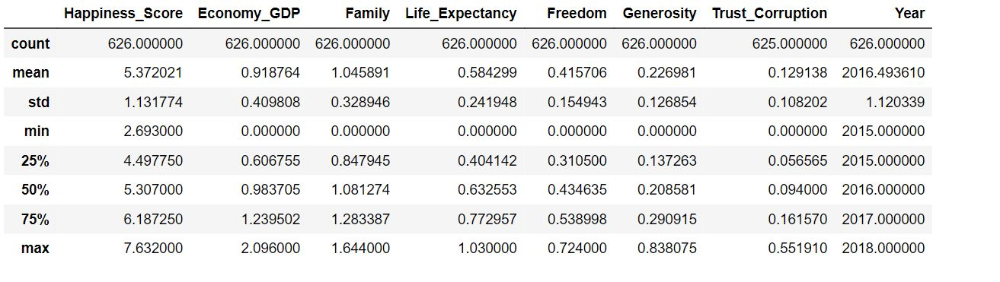 Happiness_Score Economy_GDP Family Life_Expectancy Freedom Generosity Trust_Corruption Year
count 626.000000 626.000000 626.000000 626.000000 626.000000 626.000000 625.000000 626.000000
mean 5.372021 0.918764 1.045891 0.584299 0.415706 0.226981 0.129138 2016.493610
std 1.131774 0.409808 0.328946 0.241948 0.154943 0.126854 0.108202 1.120339
min 2.693000 0.000000 0.000000 0.000000 0.000000 0.000000 0.000000 2015.000000
25% 4.497750 0.606755 0.847945 0.404142 0.310500 0.137263 0.056565 2015.000000
50% 5.307000 0.983705 1.081274 0.632553 0.434635 0.208581 0.094000 2016.000000
75% 6.187250 1.239502 1.283387 0.772957 0.538998 0.290915 0.161570 2017.000000
max 7.632000 2.096000 1.644000 1.030000 0.724000 0.838075 0.551910 2018.000000